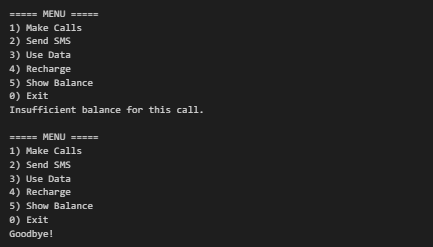 ===== MENU =====
1) Make Calls
2) Send SMS
3) Use Data
4) Recharge
5) Show Balance
0) Exit
Insufficient balance for this call.

===== MENU =====
1) Make Calls
2) Send SMS
3) Use Data
4) Recharge
5) Show Balance
0) Exit
Goodbye!